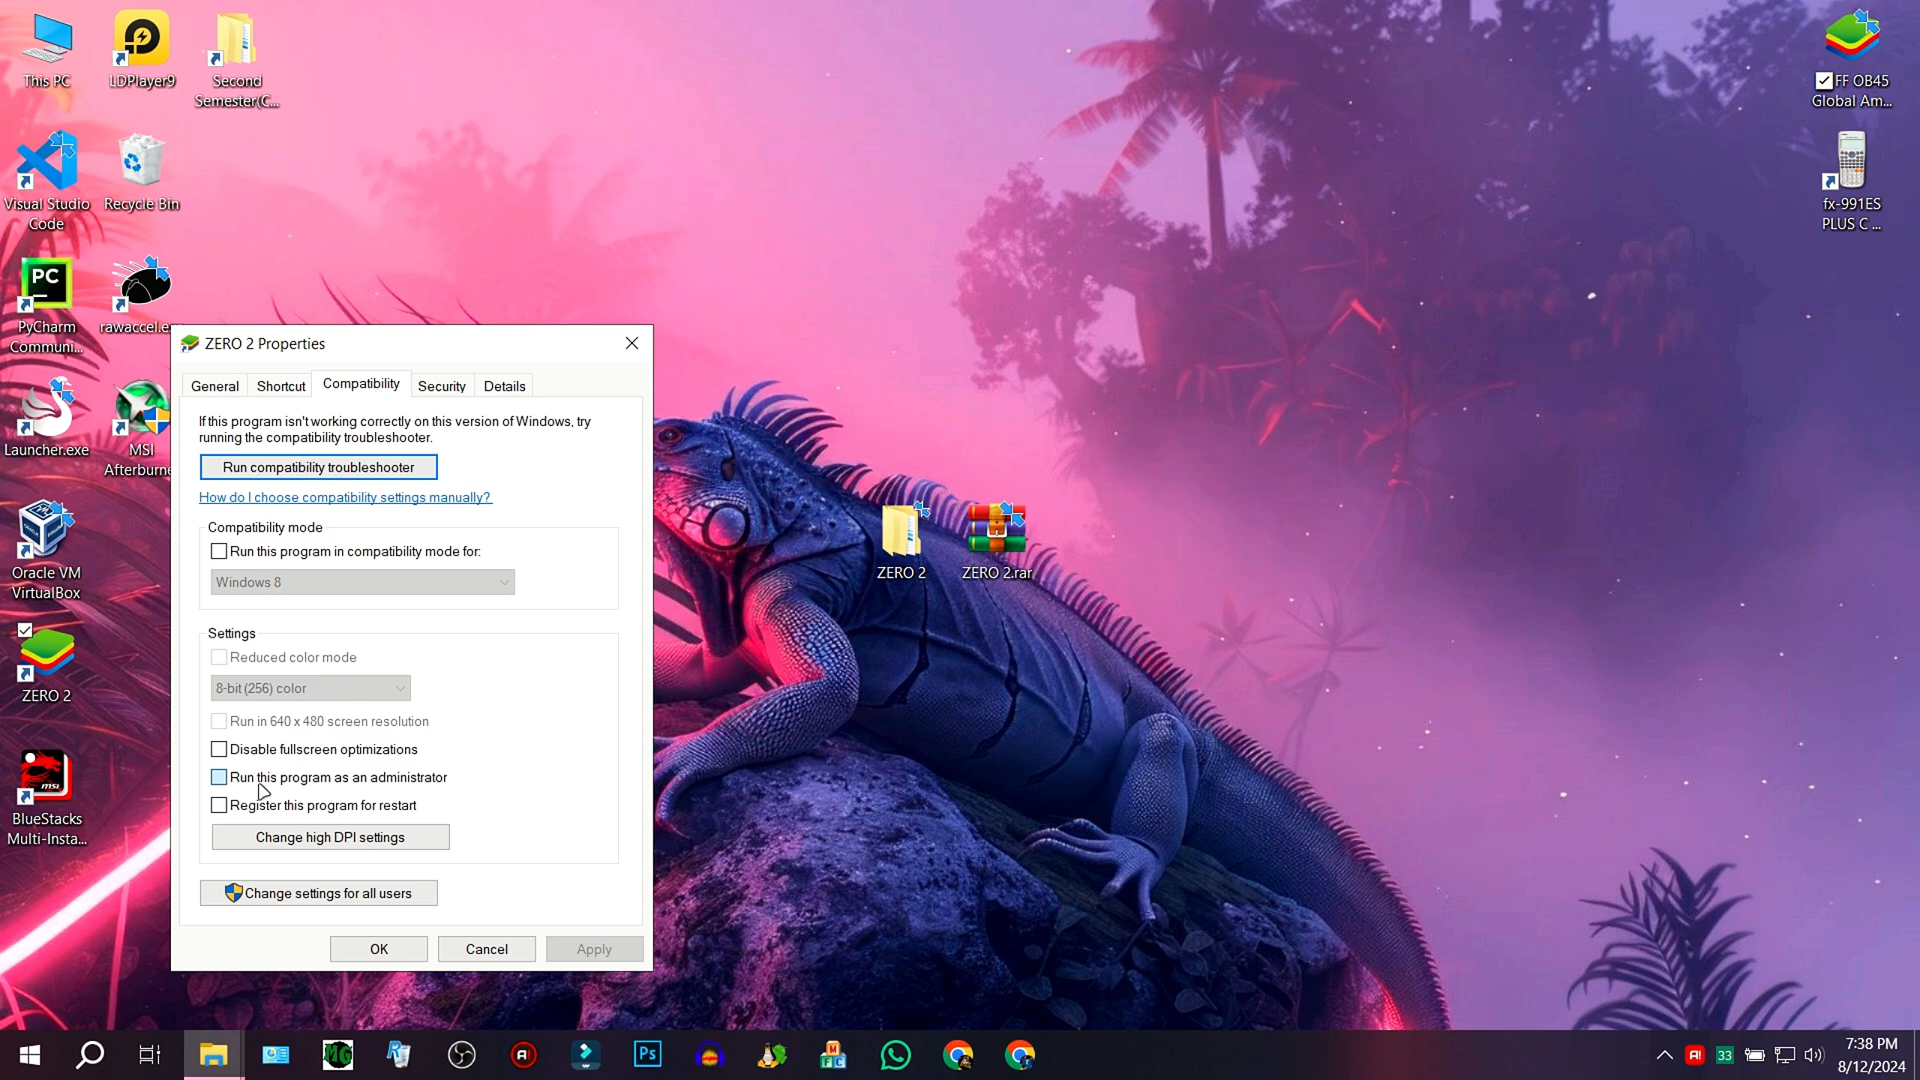 This PC
LDPlayer9
Second
Semester(C...
FF OB45
Global Am...
Visual Studio
Code
Recycle Bin
fx-991ES
PLUS C ...
PC
PyCharm
Communi...
rawaccel.e
Launcher.exe
MSI
Afterburne
Oracle VM
VirtualBox
ZERO 2
msi
BlueStacks
Multi-Insta...
ZERO 2 Properties
General
Shortcut
Compatibility
Security
Details
If this program isn't working correctly on this version of Windows, try
running the compatibility troubleshooter.
Run compatibility troubleshooter
How do I choose compatibility settings manually?
Compatibility mode
Run this program in compatibility mode for:
Windows 8
Settings
Reduced color mode
8-bit (256) color
Run in 640 x 480 screen resolution
Disable fullscreen optimizations
Run this program as an administrator
Register this program for restart
Change high DPI settings
Change settings for all users
OK
Cancel
Apply
ZERO 2
ZERO 2.rar
MG
A!
Ps
M
F C
A!
33
7:38 PM
8/12/2024